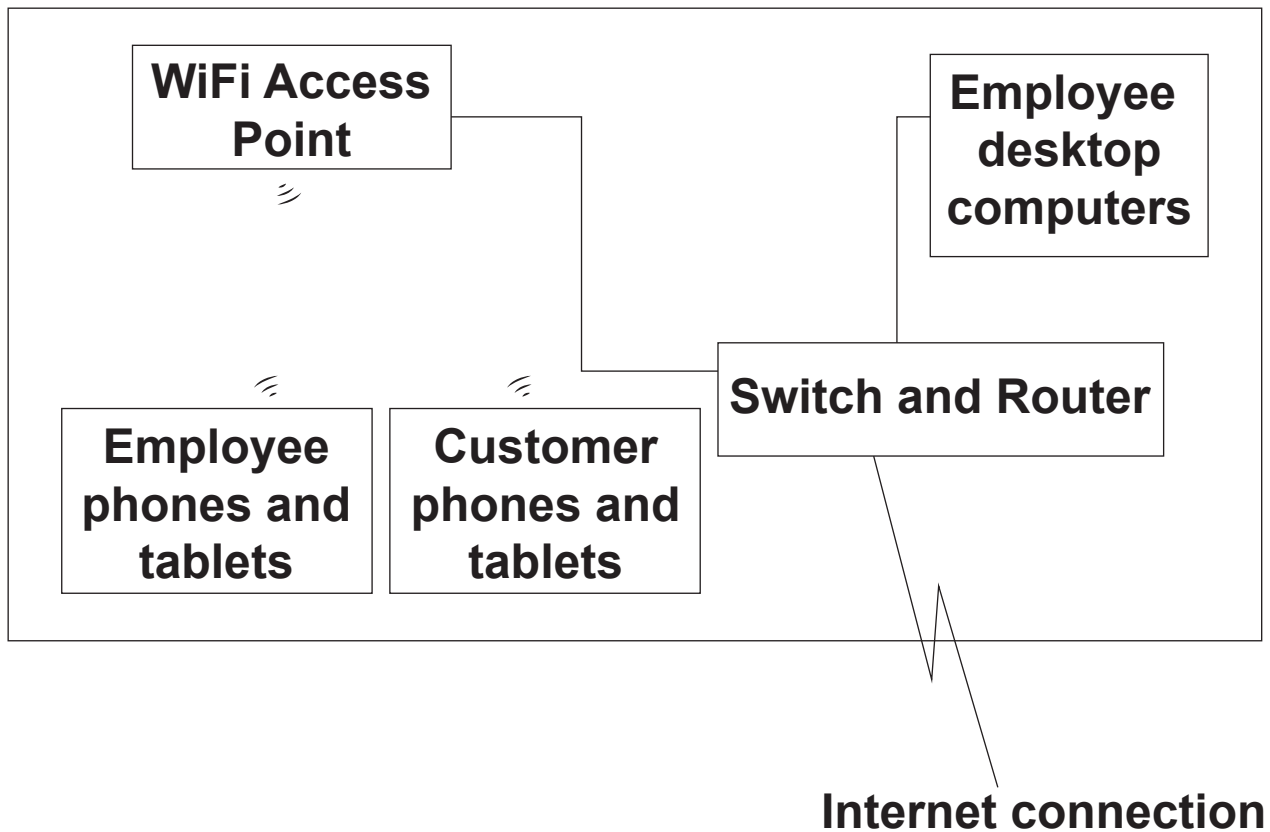 WiFi Access
Point
Employee
desktop
computers
Switch and Router
Employee
phones and
tablets
Customer
phones and
tablets
Internet connection